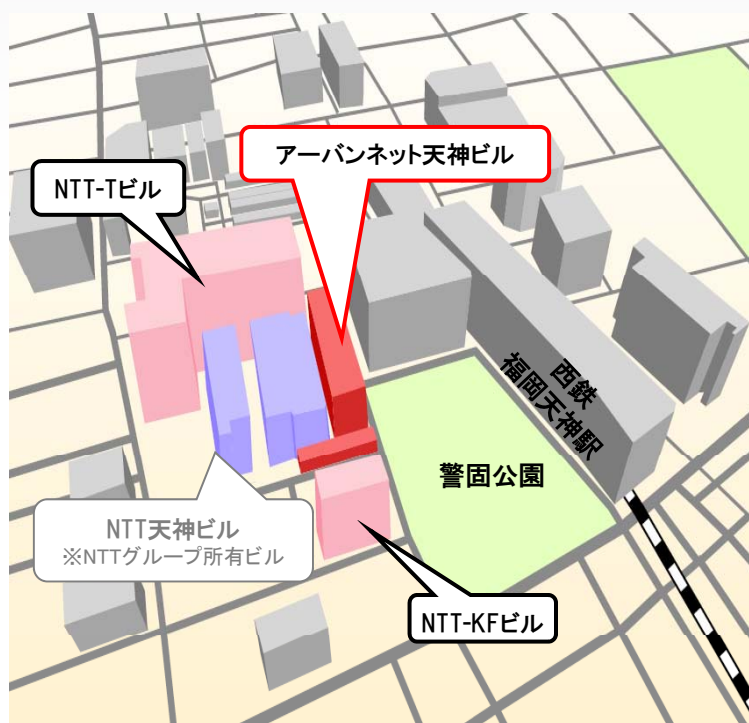 アーバンネット天神ビル
NTT-Tビル
西鉄
福岡天神駅
警固公園
NTT天神ビル
※NTTグループ所有ビル
NTT-KFビル